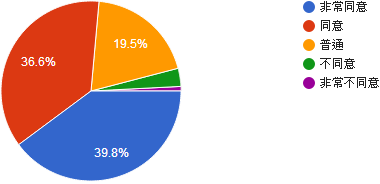 36.6%
19.5%
39.8%
非常同意
同意
普通
不同意
非常不同意